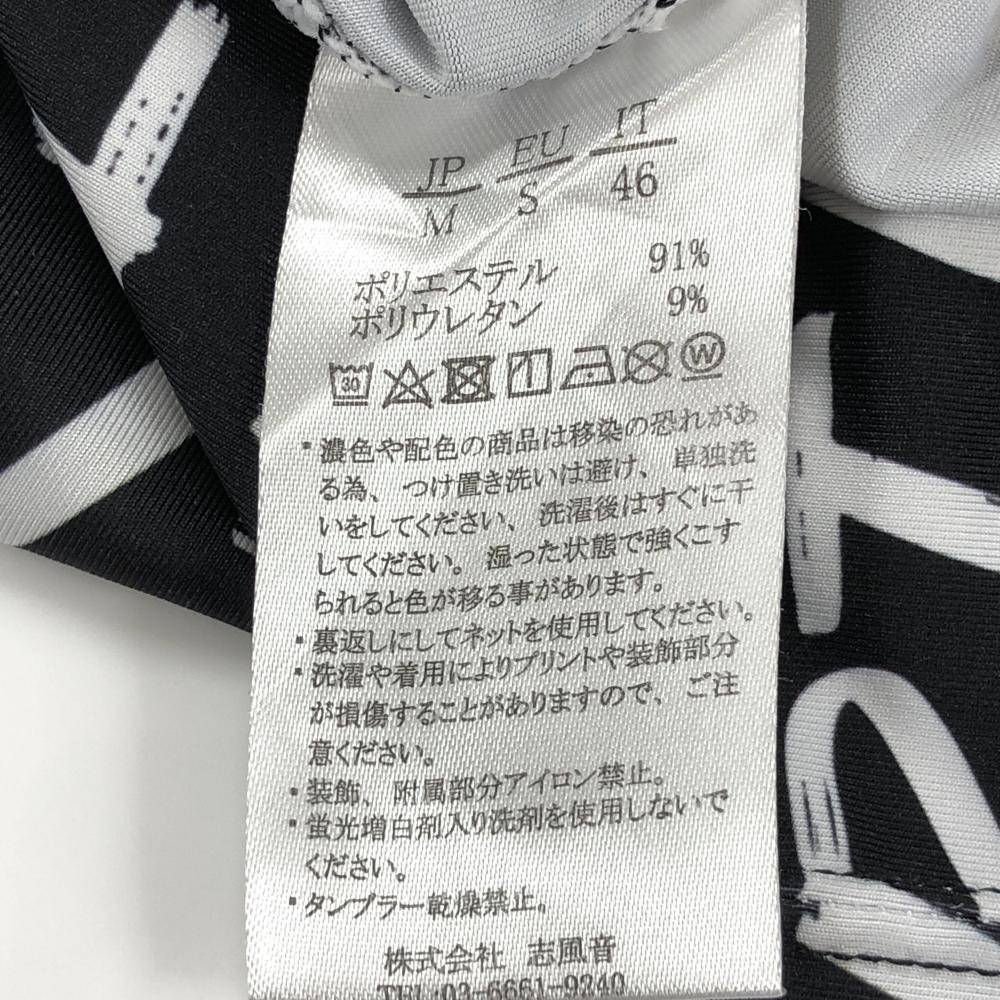 JP EU IT
M S 46
ポリエステル 91%
ポリウレタン 9%
30 W
・濃色や配色の商品は移染の恐れがあ
る為、つけ置き洗いは避け、単独洗
いをしてください、洗濯後はすぐに干
してください。湿った状態で強くこす
られると色が移る事があります。
・裏返しにしてネットを使用してください。
・洗濯や着用によりプリントや装飾部分
が損傷することがありますので、ご注
意ください。
・装飾、附属部分アイロン禁止。
・蛍光増白剤入り洗剤を使用しないで
ください。
・タンブラー乾燥禁止。
株式会社 志風音
TEL:03-6661-9240